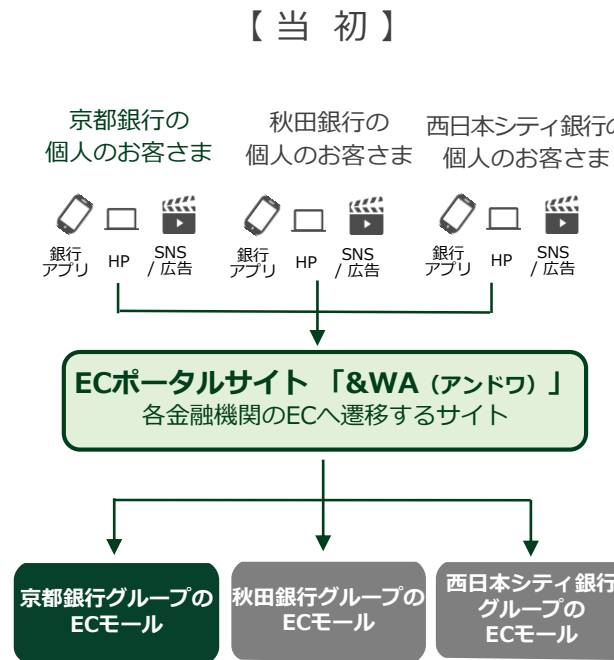 【当 初】
京都銀行の
個人のお客さま
秋田銀行の
個人のお客さま
西日本シティ銀行の
個人のお客さま
銀行
アプリ
HP
SNS
/ 広告
銀行
アプリ
HP
SNS
/ 広告
銀行
アプリ
HP
SNS
/ 広告
ECポータルサイト 「&WA（アンドワ）」
各金融機関のECへ遷移するサイト
京都銀行グループの
ECモール
秋田銀行グループの
ECモール
西日本シティ銀行
グループの
ECモール